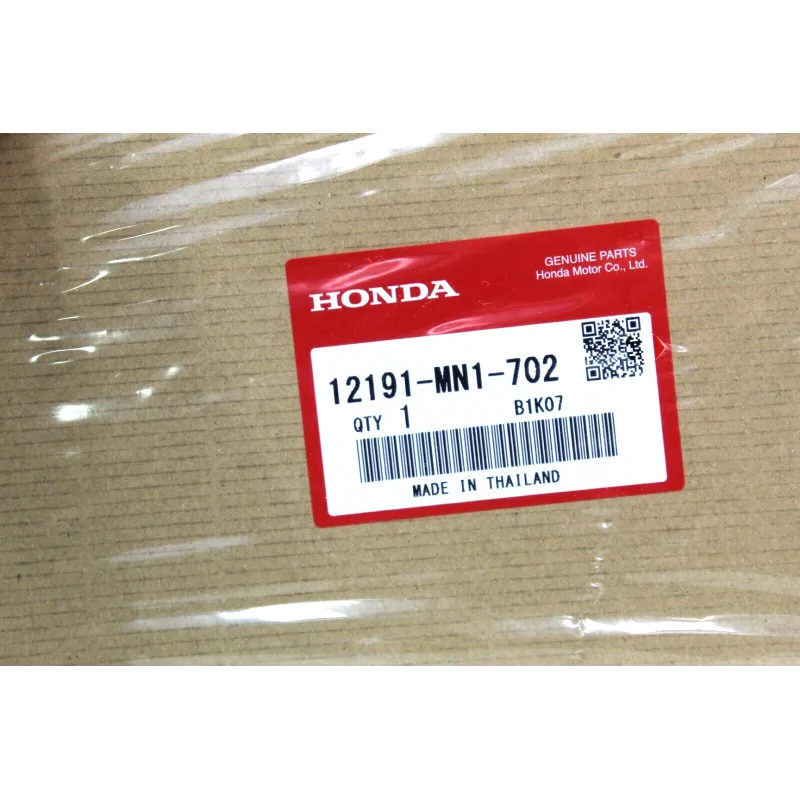 GENUINE PARTS
Honda Motor Co., Ltd.
HONDA
12191-MN1-702
QTY 1 B1K07
MADE IN THAILAND